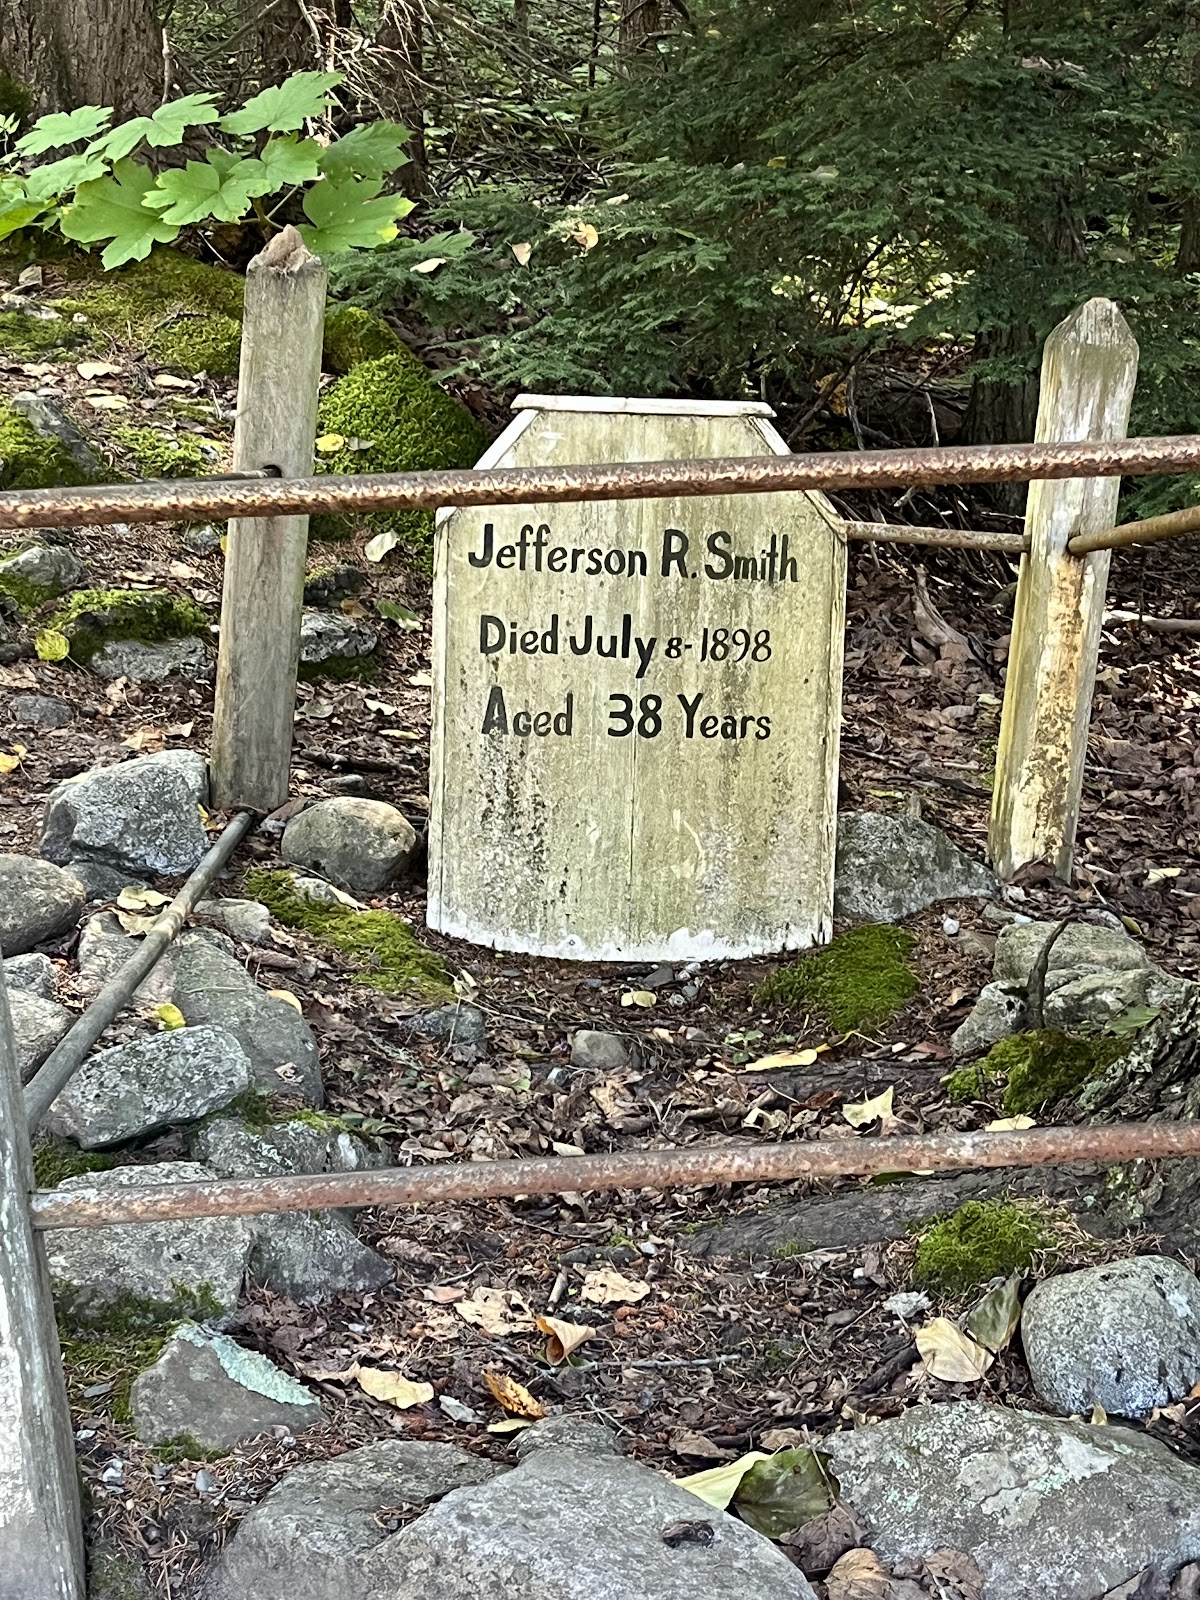 Jefferson R. Smith
Died July 8-1898
Aged 38 Years